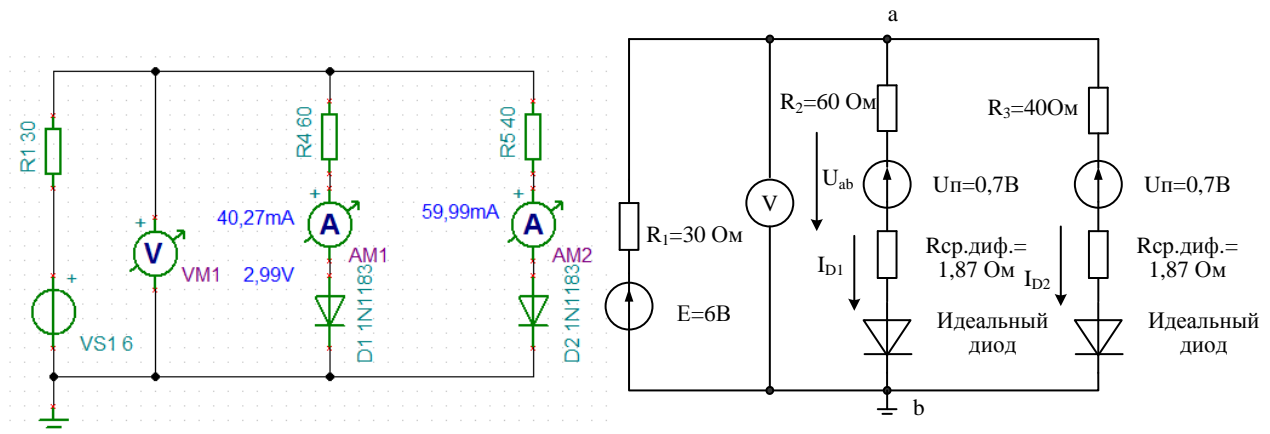 R1 30
+
VS1 6
+
V
VM1
2,99V
R4 60
+
40,27mA
A
AM1
D1 1N1183
R5 40
+
59,99mA
A
AM2
D2 1N1183
a
R₁=30 Ом
E=6В
V
R₂=60 Ом
Uab
Uп=0,7В
Rср.диф.=
1,87 Ом
ID1
Идеальный
диод
R₃=40Ом
Uп=0,7В
Rср.диф.=
1,87 Ом
ID2
Идеальный
диод
b